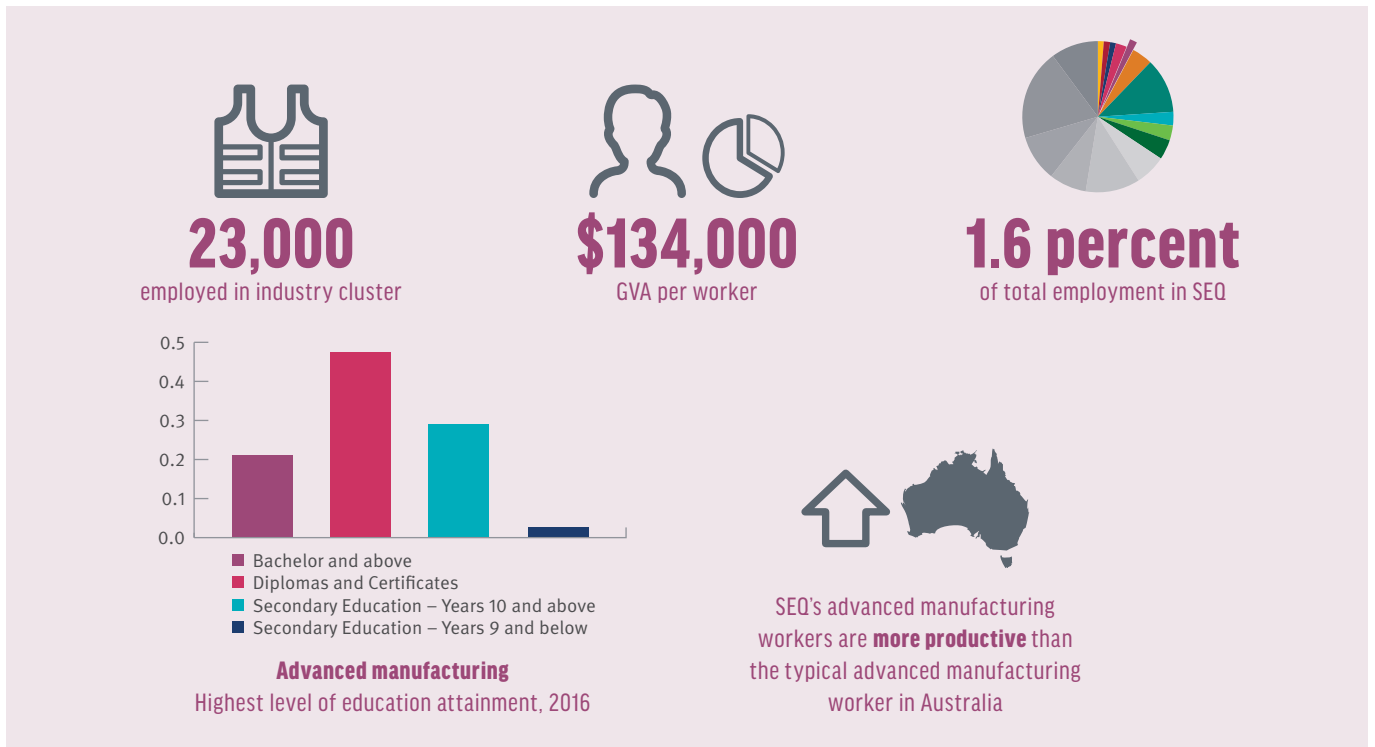 23,000
employed in industry cluster
$134,000
GVA per worker
1.6 percent
of total employment in SEQ
0.5
0.4
0.3
0.2
0.1
0.0
Bachelor and above
Diplomas and Certificates
Secondary Education – Years 10 and above
Secondary Education – Years 9 and below
Advanced manufacturing
Highest level of education attainment, 2016
SEQ’s advanced manufacturing
workers are more productive than
the typical advanced manufacturing
worker in Australia